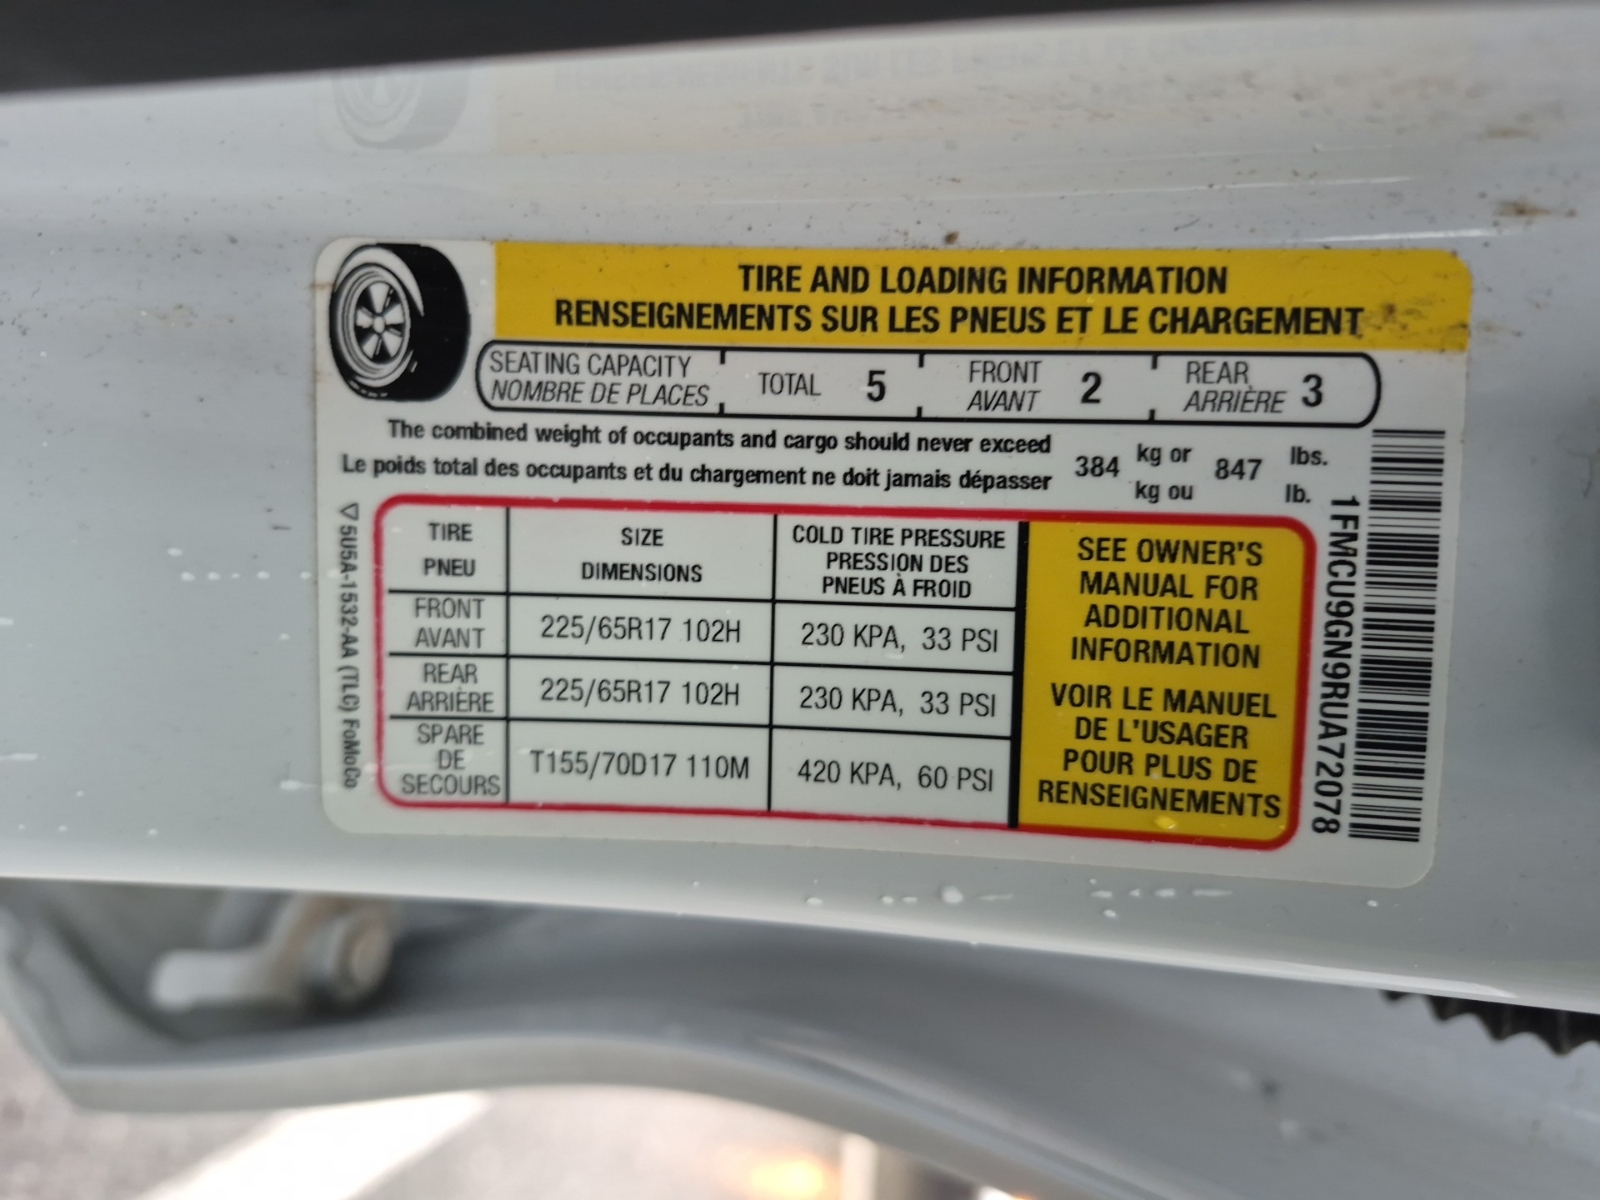 TIRE AND LOADING INFORMATION
RENSEIGNEMENTS SUR LES PNEUS ET LE CHARGEMENT
SEATING CAPACITY
NOMBRE DE PLACES
TOTAL 5
FRONT
AVANT 2
REAR
ARRIÈRE 3
The combined weight of occupants and cargo should never exceed
Le poids total des occupants et du chargement ne doit jamais dépasser
384 kg or 847 lbs.
kg ou lb.
TIRE
PNEU
SIZE
DIMENSIONS
COLD TIRE PRESSURE
PRESSION DES
PNEUS À FROID
FRONT
AVANT
225/65R17 102H
230 KPA, 33 PSI
REAR
ARRIÈRE
225/65R17 102H
230 KPA, 33 PSI
SPARE
DE
SECOURS
T155/70D17 110M
420 KPA, 60 PSI
SEE OWNER'S
MANUAL FOR
ADDITIONAL
INFORMATION
VOIR LE MANUEL
DE L'USAGER
POUR PLUS DE
RENSEIGNEMENTS
5U5A-1532-AA (TLC) FoMoCo
1FMCU9GN9RUA72078